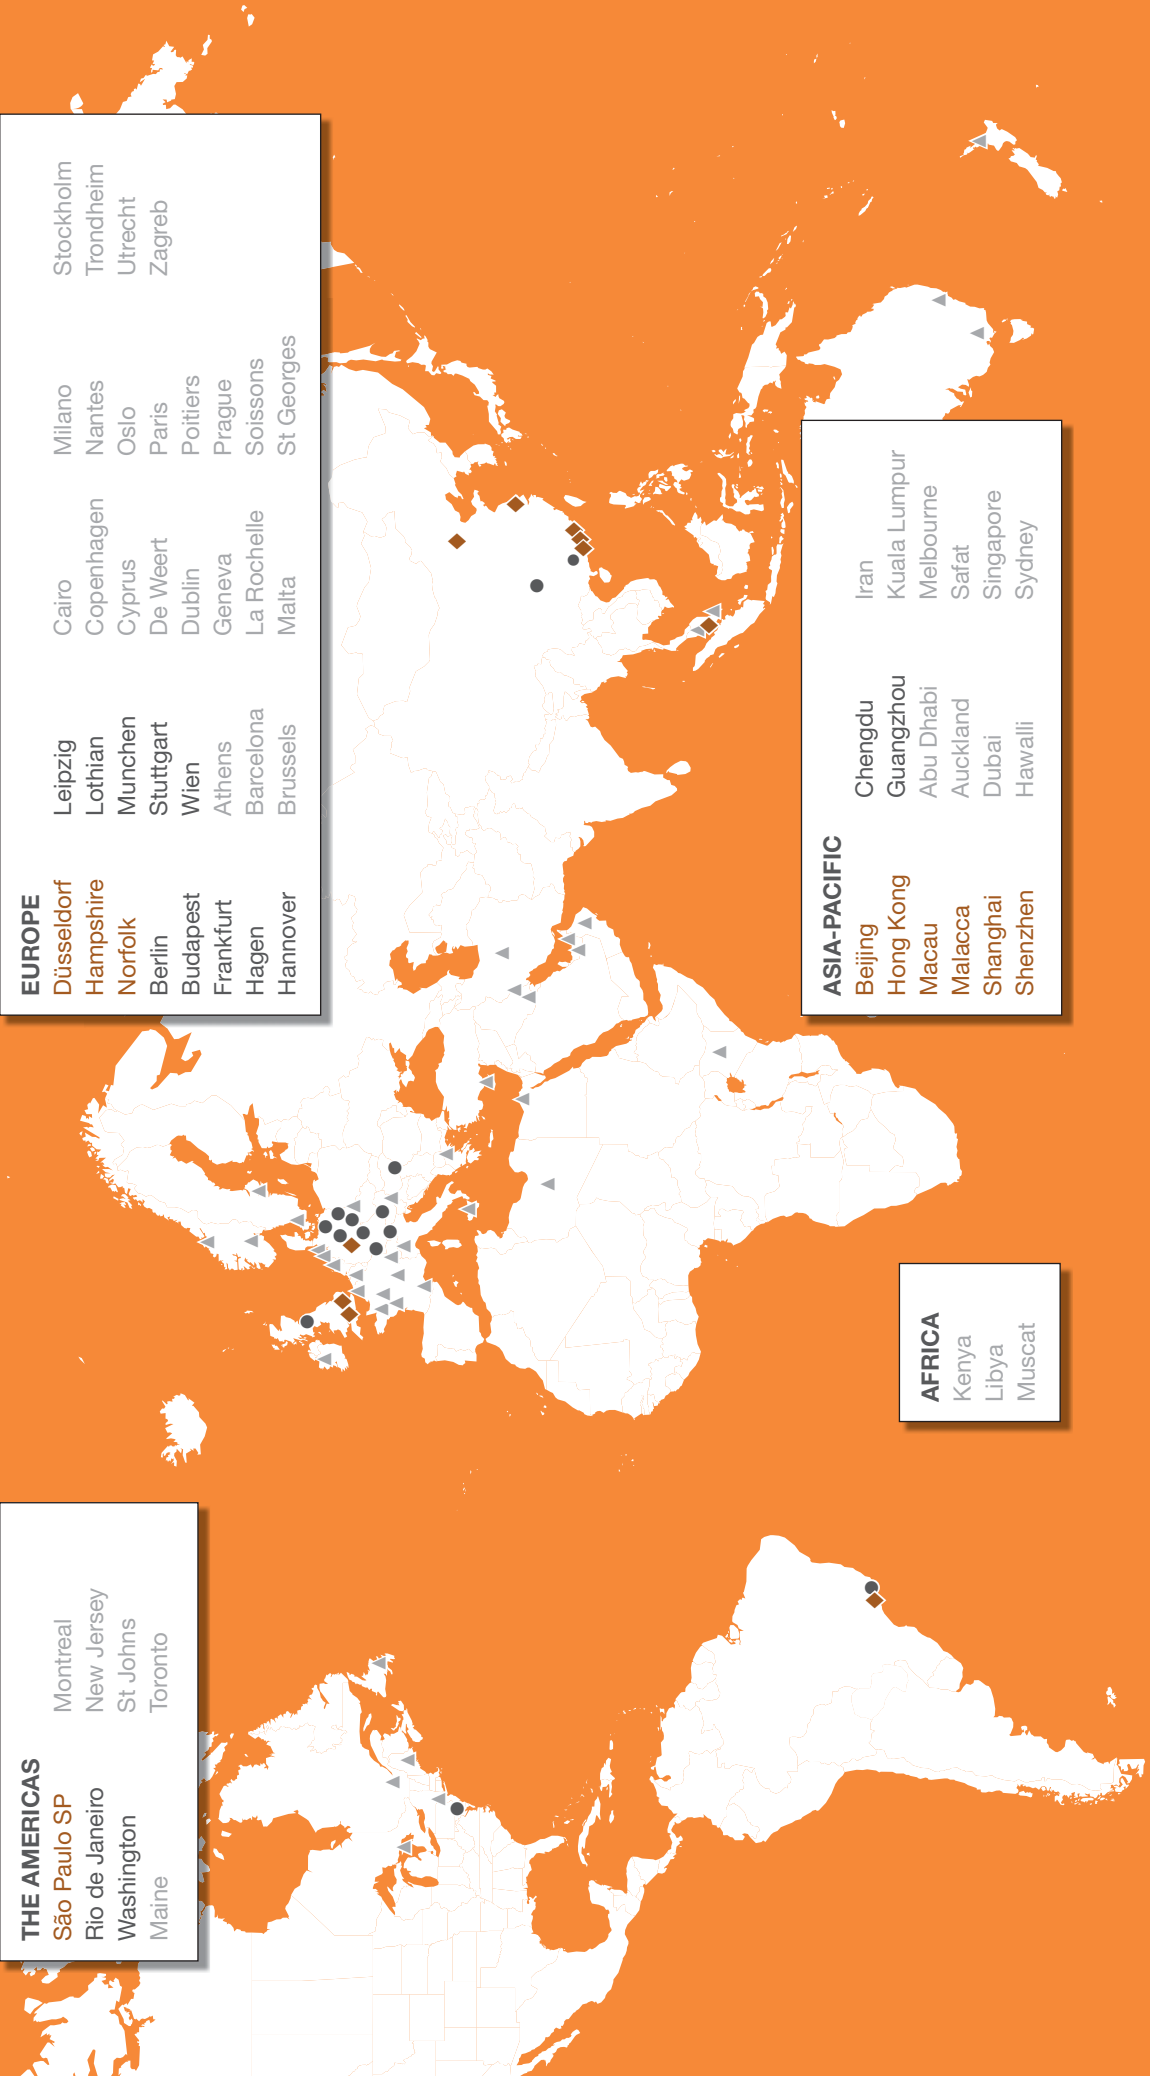 THE AMERICAS
São Paulo SP
Rio de Janeiro
Washington
Maine
Montreal
New Jersey
St Johns
Toronto
EUROPE
Düsseldorf
Hampshire
Norfolk
Berlin
Budapest
Frankfurt
Hagen
Hannover
Leipzig
Lothian
Munchen
Stuttgart
Wien
Athens
Barcelona
Brussels
Cairo
Copenhagen
Cyprus
De Weert
Dublin
Geneva
La Rochelle
Malta
Milano
Nantes
Oslo
Paris
Poitiers
Prague
Soissons
St Georges
Stockholm
Trondheim
Utrecht
Zagreb
AFRICA
Kenya
Libya
Muscat
ASIA-PACIFIC
Beijing
Hong Kong
Macau
Malacca
Shanghai
Shenzhen
Chengdu
Guangzhou
Abu Dhabi
Auckland
Dubai
Hawalli
Iran
Kuala Lumpur
Melbourne
Safat
Singapore
Sydney